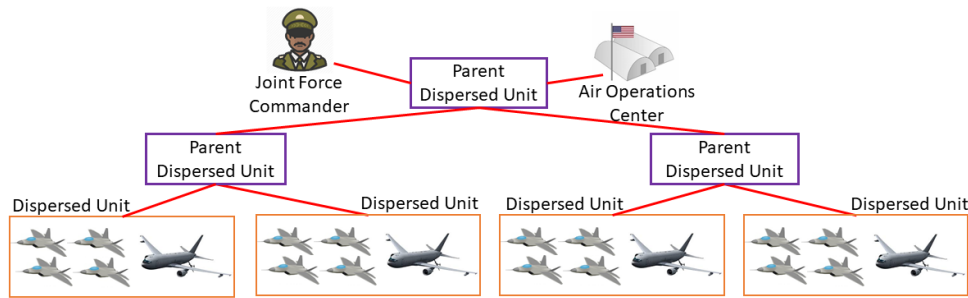 Joint Force
Commander
Parent
Dispersed Unit
Air Operations
Center
Parent
Dispersed Unit
Parent
Dispersed Unit
Dispersed Unit
Dispersed Unit
Dispersed Unit
Dispersed Unit